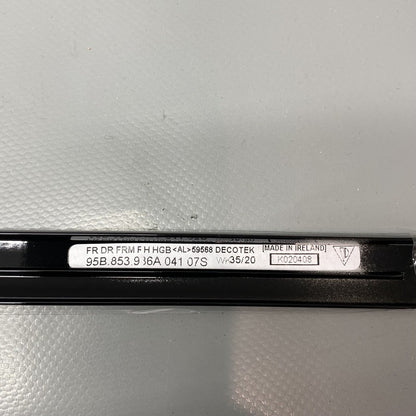 FR DR FRM F H HGB <AL> 59568 DECOTEK [MADE IN IRELAND]
95B.853.936A 041 07S Wk35/20 K020408 D